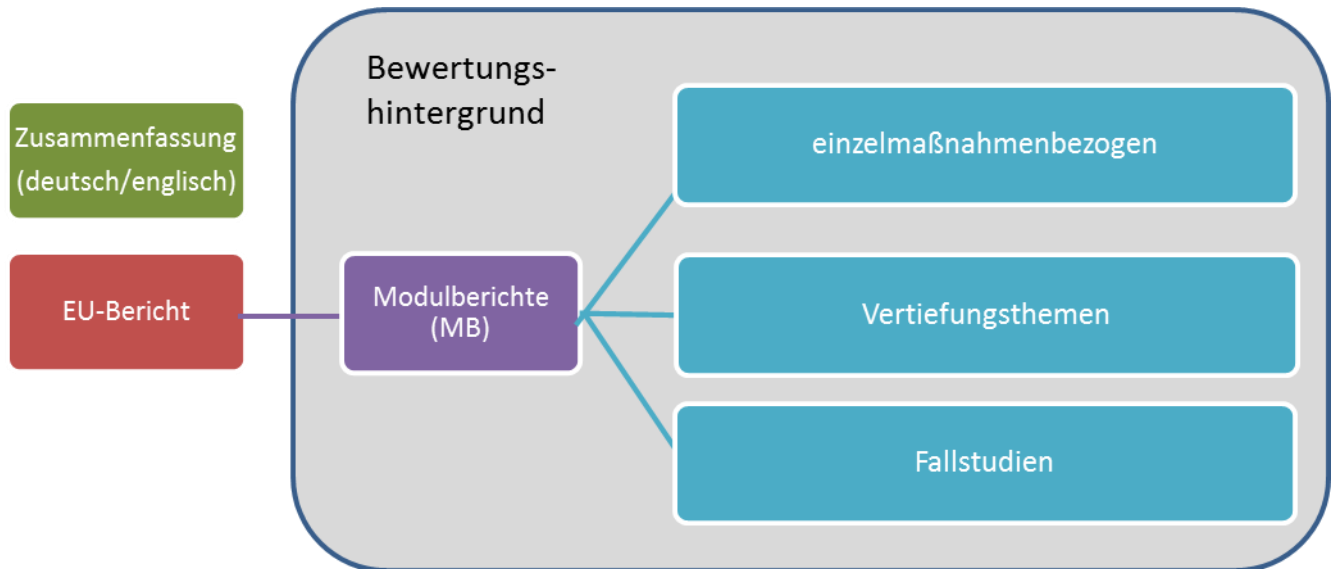 Bewertungs-
hintergrund
Zusammenfassung
(deutsch/englisch)
EU-Bericht
Modulberichte
(MB)
einzelmaßnahmenbezogen
Vertiefungsthemen
Fallstudien